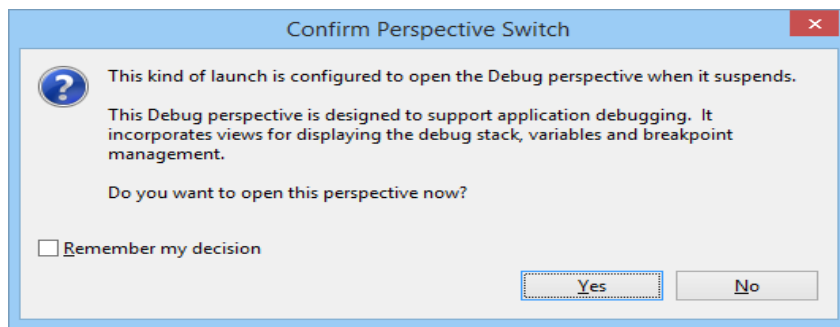 Confirm Perspective Switch
This kind of launch is configured to open the Debug perspective when it suspends.
This Debug perspective is designed to support application debugging. It
incorporates views for displaying the debug stack, variables and breakpoint
management.
Do you want to open this perspective now?
Remember my decision
Yes
No